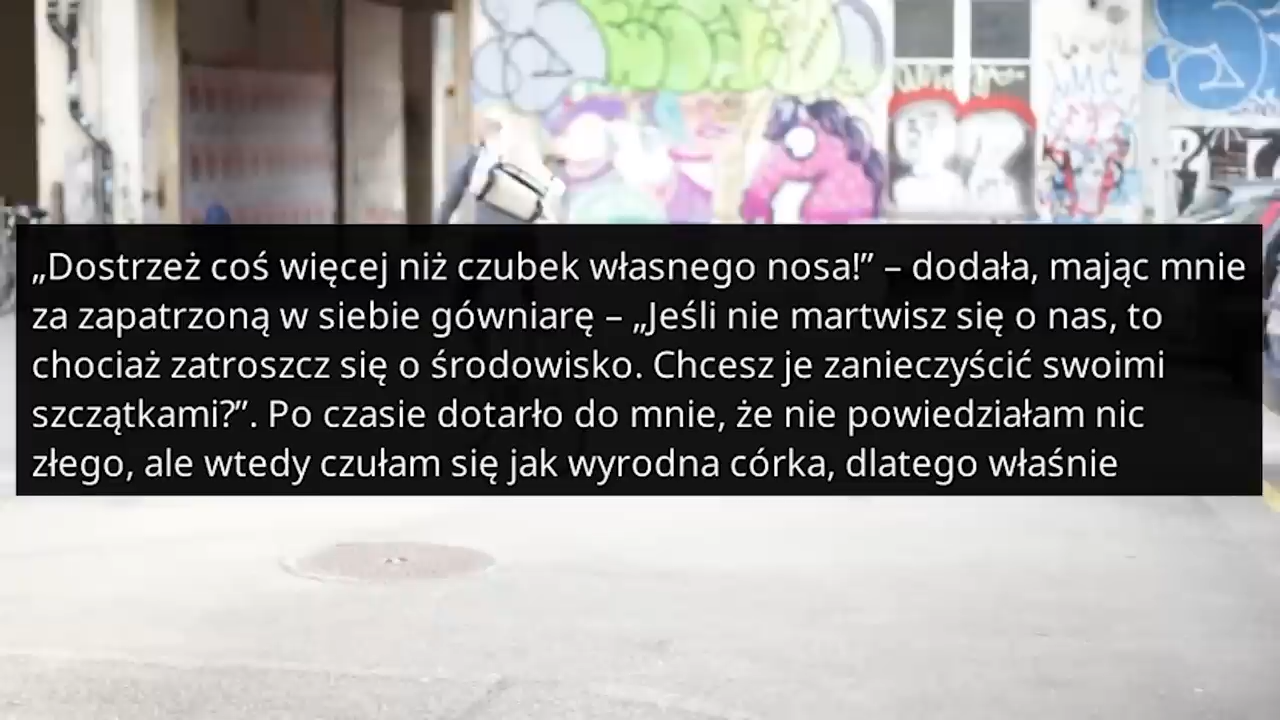 „Dostrzeż coś więcej niż czubek własnego nosa!” – dodała, mając mnie
za zapatrzoną w siebie gówniarę – „Jeśli nie martwisz się o nas, to
chociaż zatroszcz się o środowisko. Chcesz je zanieczyścić swoimi
szczątkami?”. Po czasie dotarło do mnie, że nie powiedziałam nic
złego, ale wtedy czułam się jak wyrodna córka, dlatego właśnie